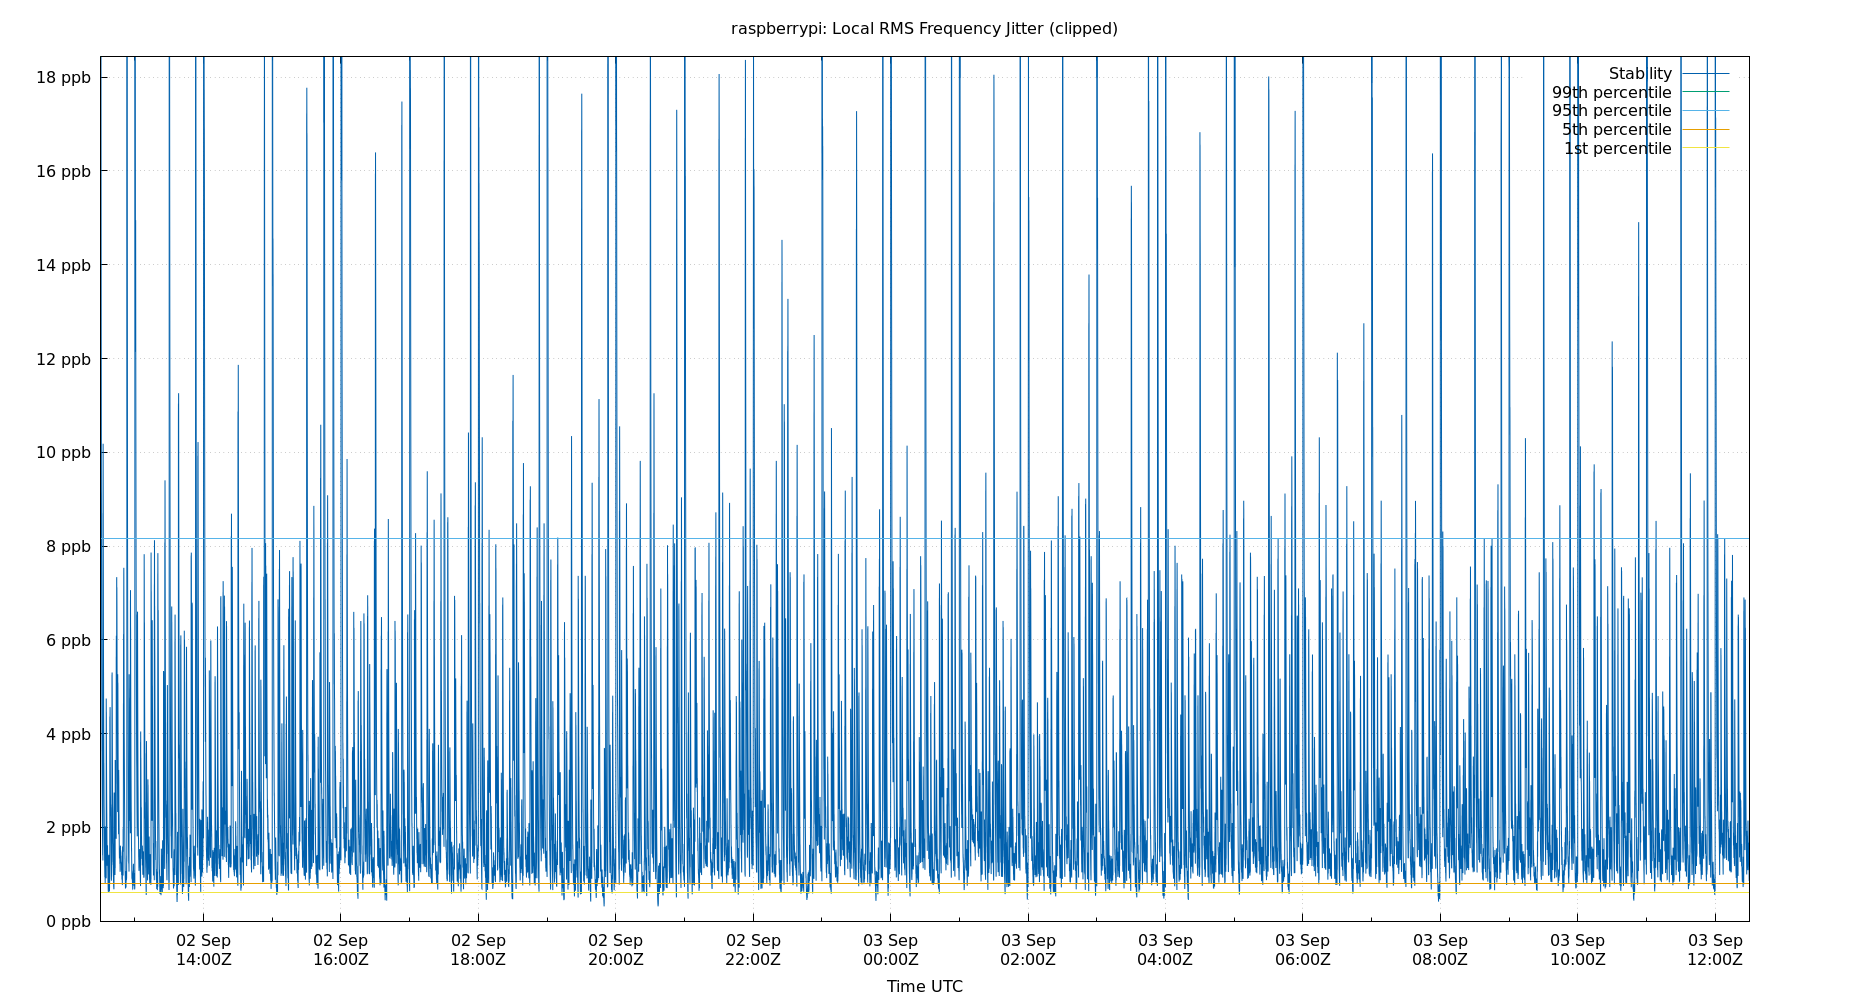 raspberrypi: Local RMS Frequency Jitter (clipped)
18 ppb
16 ppb
14 ppb
12 ppb
10 ppb
8 ppb
6 ppb
4 ppb
2 ppb
0 ppb
Stability
99th percentile
95th percentile
5th percentile
1st percentile
02 Sep
14:00Z
02 Sep
16:00Z
02 Sep
18:00Z
02 Sep
20:00Z
02 Sep
22:00Z
03 Sep
00:00Z
03 Sep
02:00Z
03 Sep
04:00Z
03 Sep
06:00Z
03 Sep
08:00Z
03 Sep
10:00Z
03 Sep
12:00Z
Time UTC